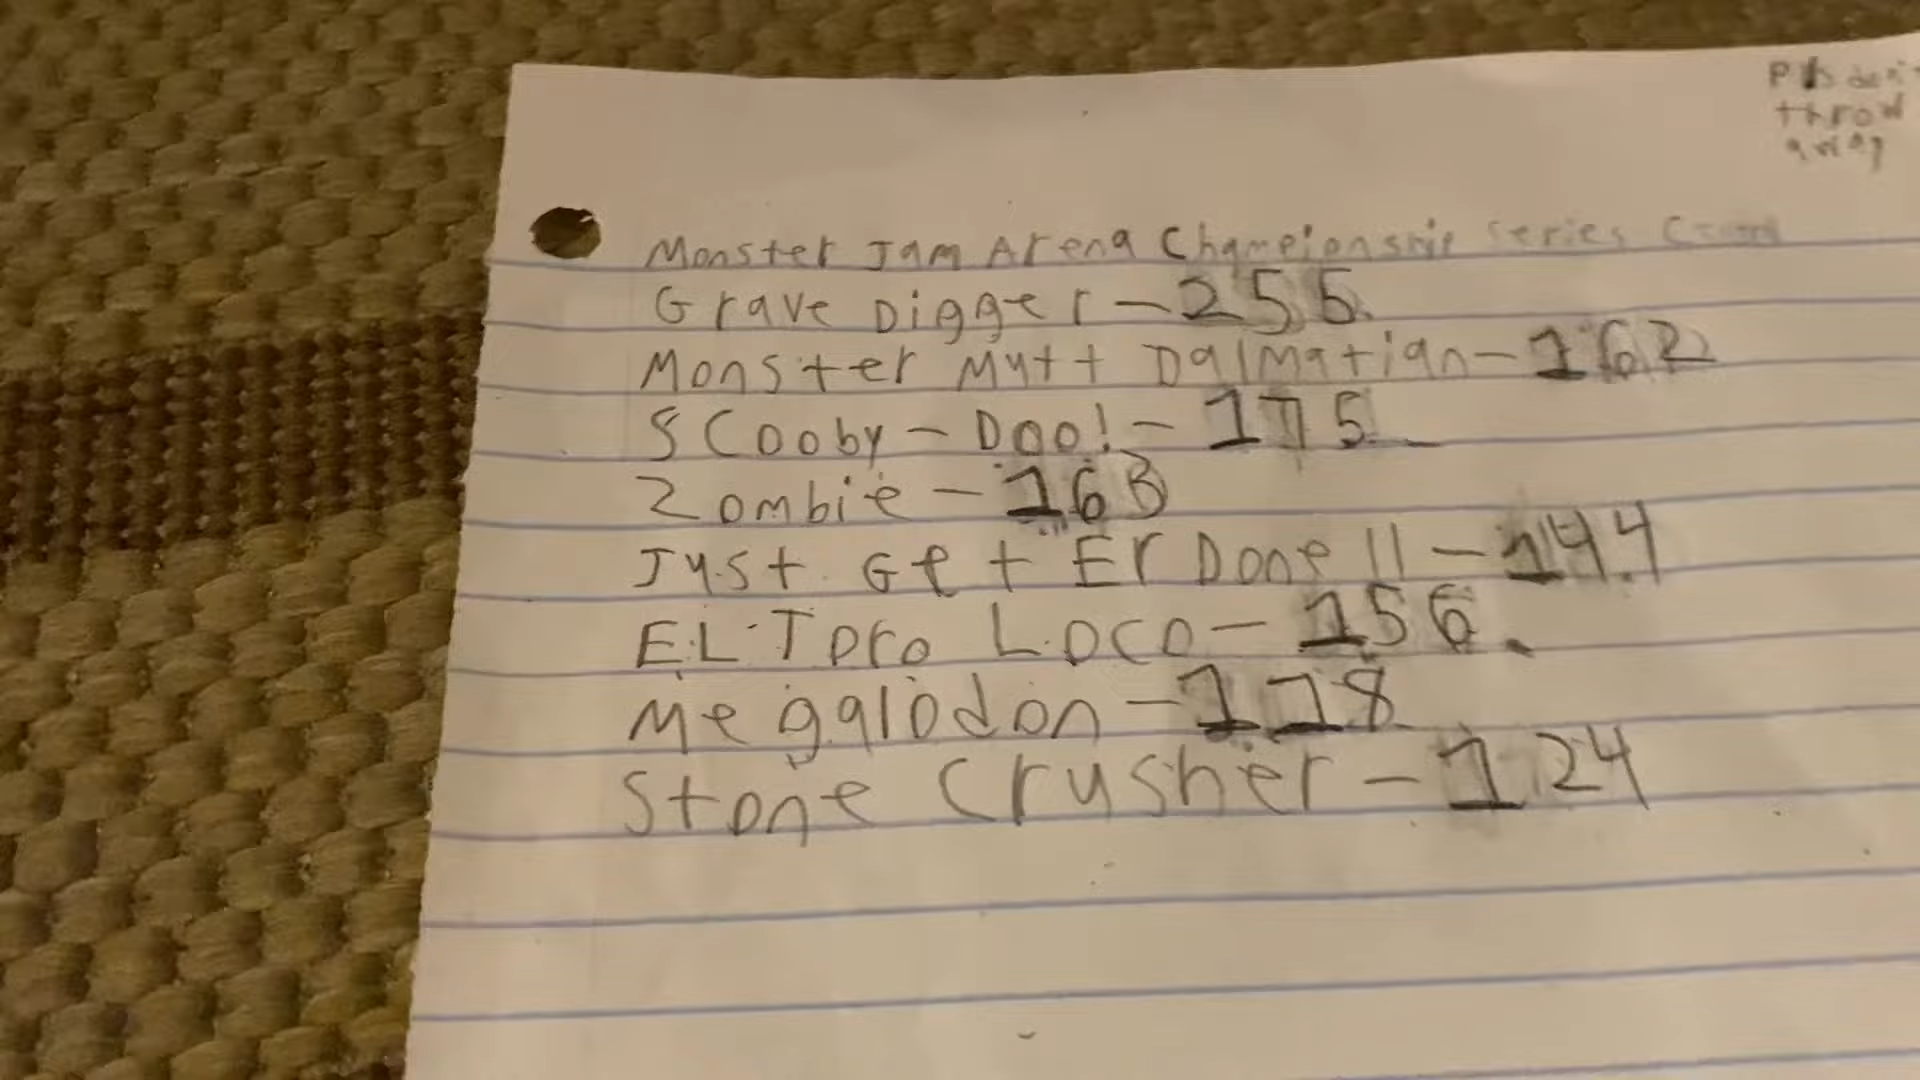 Pls don't
throw
away
Monster Jam Arena Championship Series
Grave Digger - 255
Monster Mutt Dalmatian - 162
Scooby-Doo! - 175
Zombie - 163
Just Get Er Done !! - 144
EL Toro Loco - 156
Megalodon - 118
Stone Crusher - 124